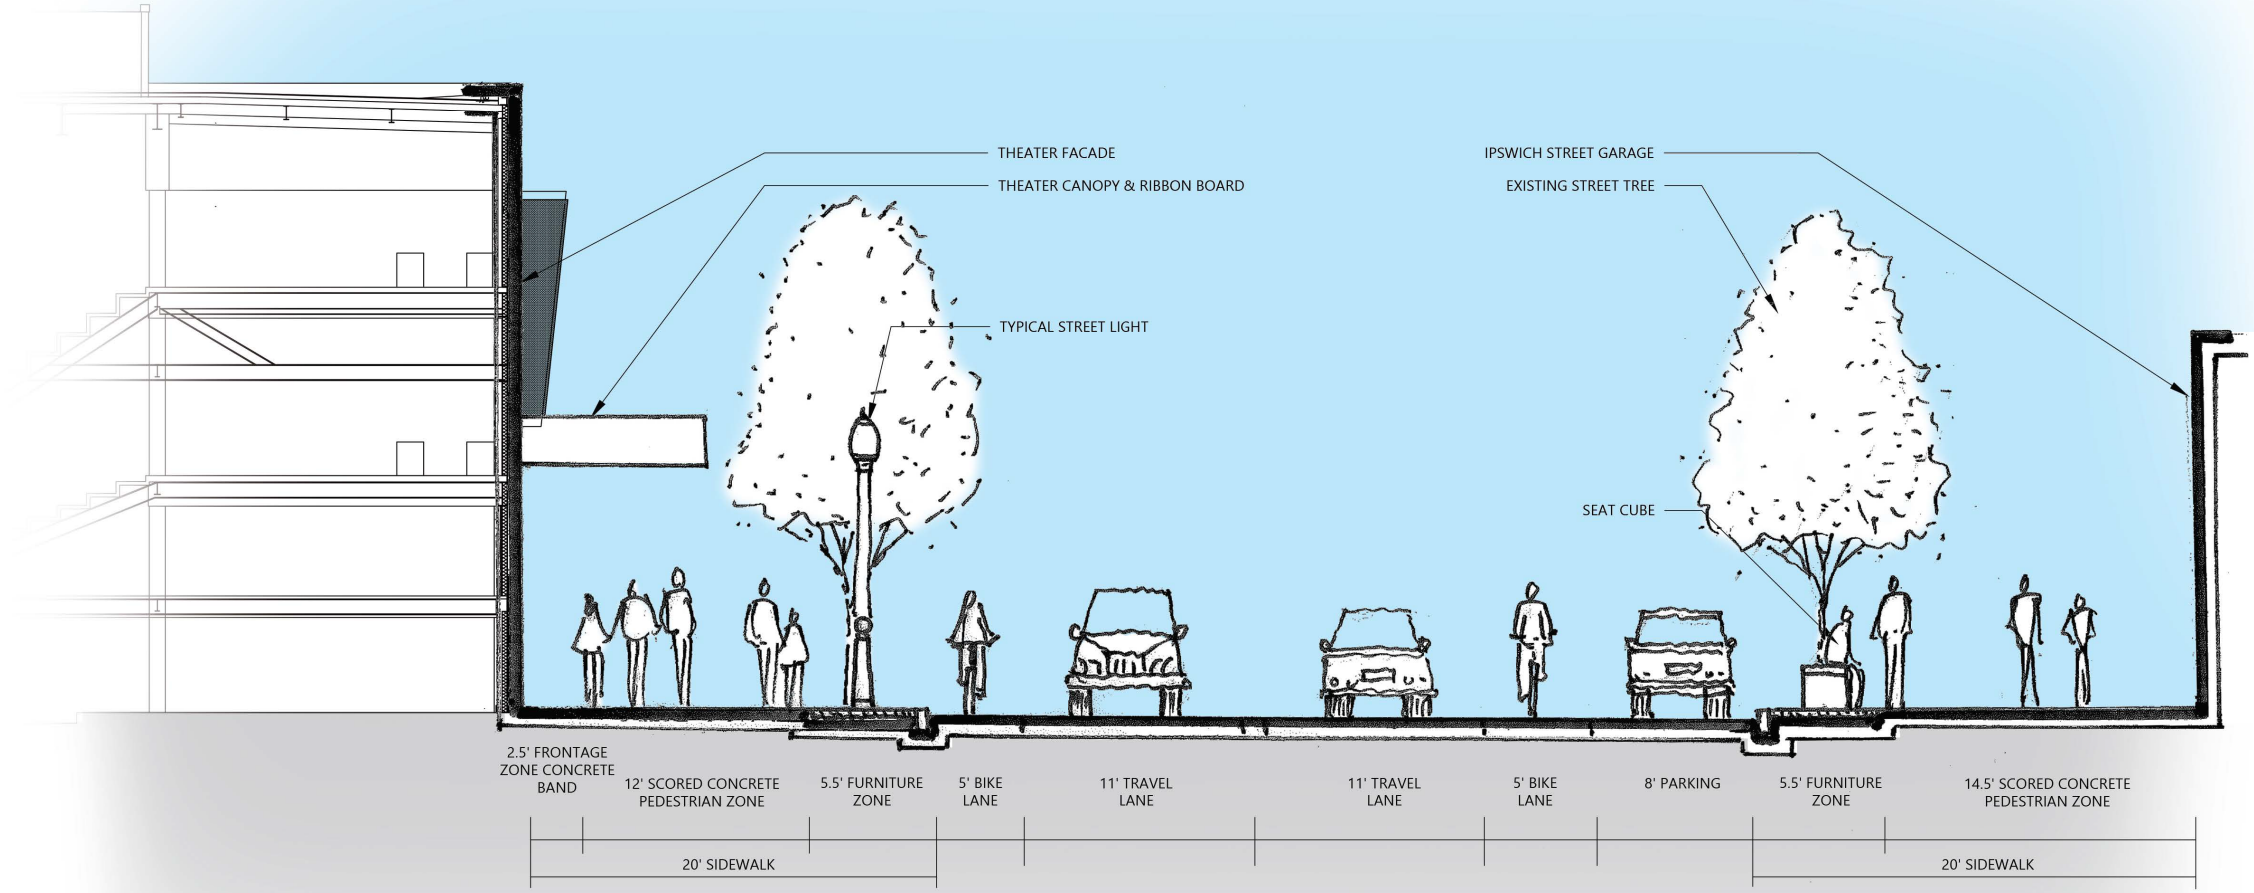 THEATER FACADE
THEATER CANOPY & RIBBON BOARD
TYPICAL STREET LIGHT
IPSWICH STREET GARAGE
EXISTING STREET TREE
SEAT CUBE
2.5' FRONTAGE
ZONE CONCRETE
BAND
12' SCORED CONCRETE
PEDESTRIAN ZONE
5.5' FURNITURE
ZONE
5' BIKE
LANE
11' TRAVEL
LANE
11' TRAVEL
LANE
5' BIKE
LANE
8' PARKING
5.5' FURNITURE
ZONE
14.5' SCORED CONCRETE
PEDESTRIAN ZONE
20' SIDEWALK
20' SIDEWALK